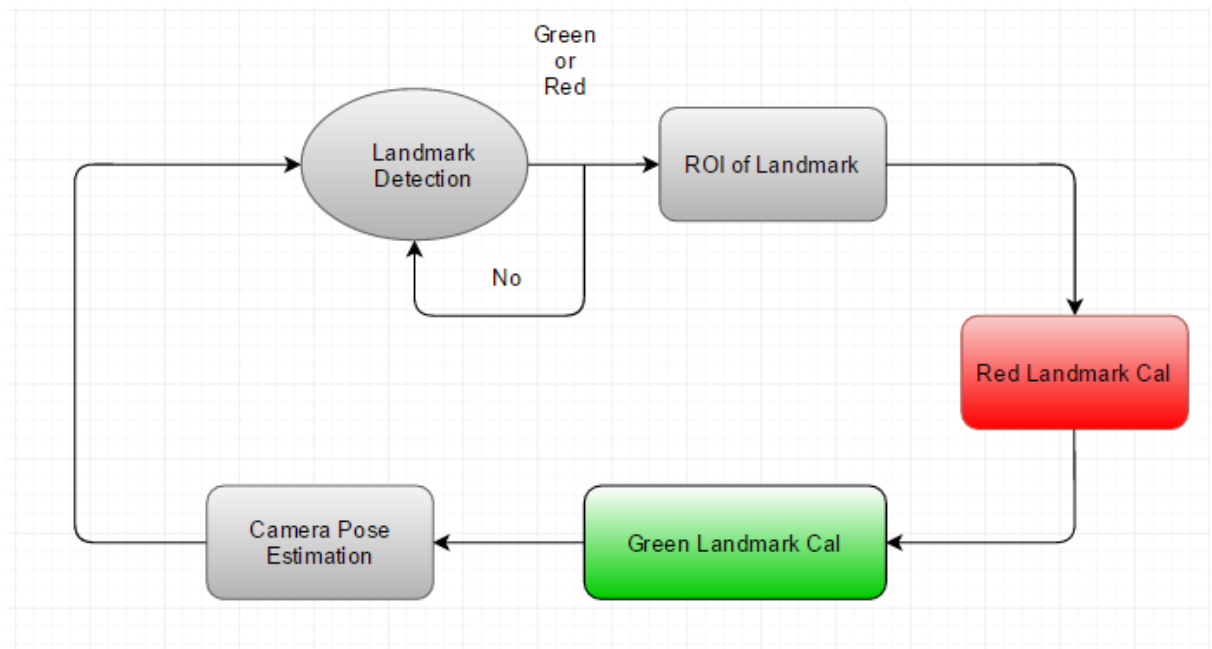 Green
or
Red
Landmark
Detection
ROI of Landmark
No
Red Landmark Cal
Camera Pose
Estimation
Green Landmark Cal